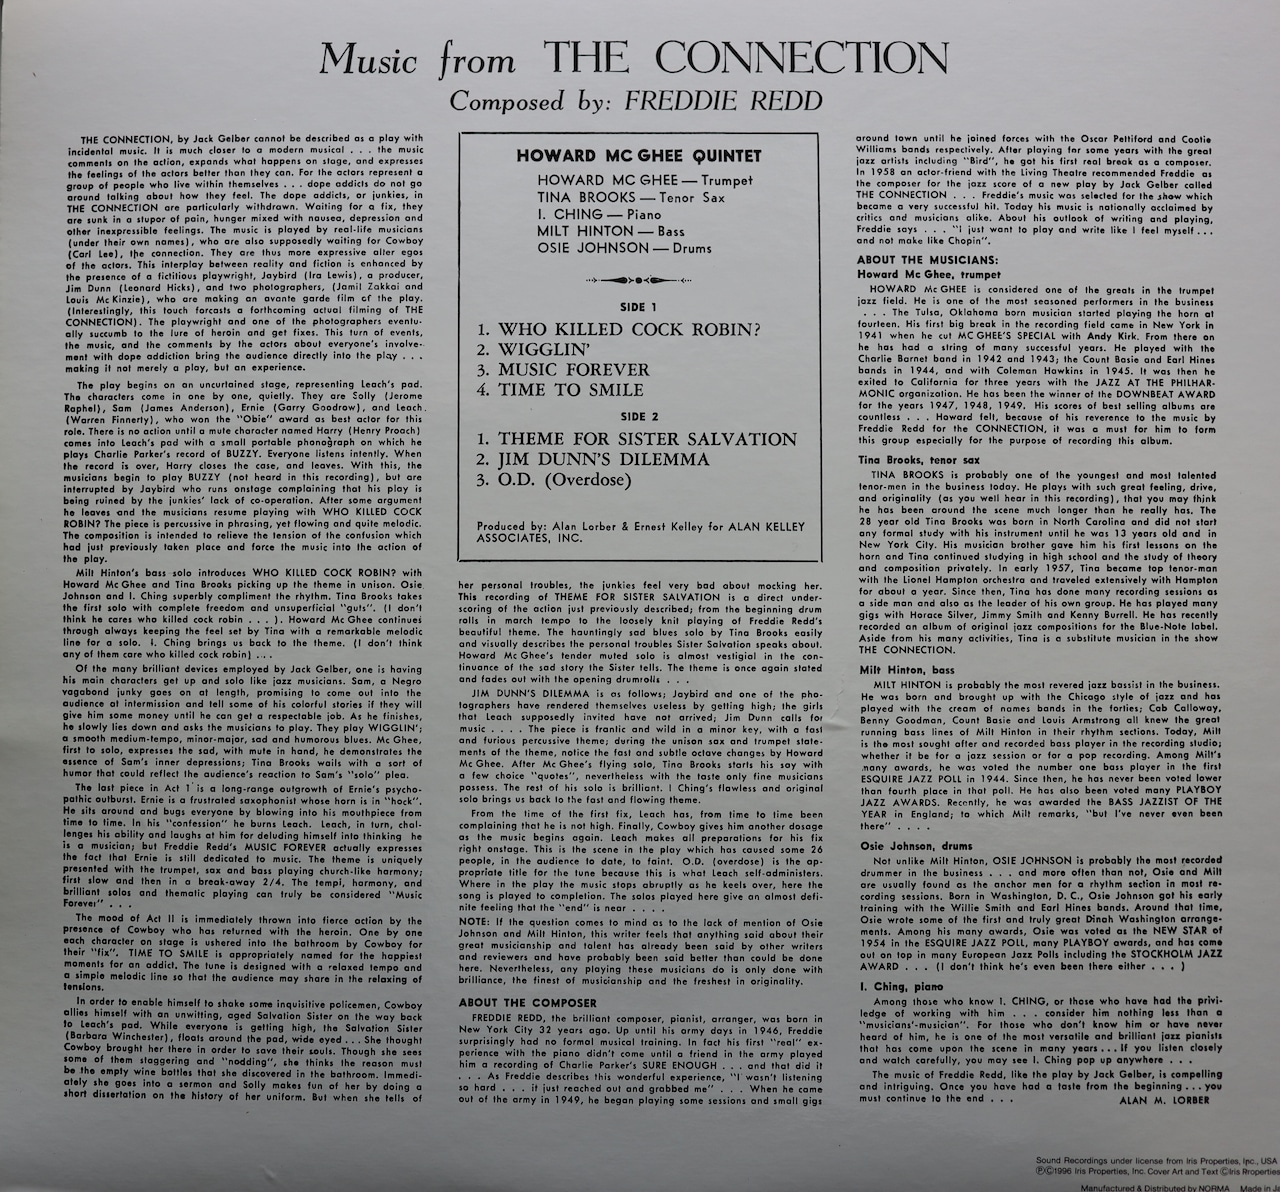 Music from THE CONNECTION
Composed by: FREDDIE REDD
THE CONNECTION, by Jack Gelber cannot be described as a play with
incidental music. It is much closer to a modern musical . . . the music
comments on the action, expands what happens on stage, and expresses
the feelings of the actors better than they can. For the actors represent a
group of people who live within themselves . . . dope addicts do not go
around talking about how they feel. The dope addicts, or junkies, in
THE CONNECTION are particularly withdrawn. Waiting for a fix, they
are sunk in a stupor of pain, hunger mixed with nausea, depression and
other inexpressible feelings. The music is played by real-life musicians
(under their own names), who are also supposedly waiting for Cowboy
(Carl Lee), the connection. They are thus more expressive alter egos
of the actors. This interplay between reality and fiction is enhanced by
the presence of a fictitious playwright, Jaybird (Ira Lewis), a producer,
Jim Dunn (Leonard Hicks), and two photographers, (Jamil Zakkai and
Louis McKinzie), who are making an avante garde film of the play.
(Interestingly, this touch forcasts a forthcoming actual filming of THE
CONNECTION). The playwright and one of the photographers eventu-
ally succumb to the lure of heroin and get fixes. This turn of events,
the music, and the comments by the actors about everyone's involve-
ment with dope addiction bring the audience directly into the play . . .
making it not merely a play, but an experience.
The play begins on an uncurtained stage, representing Leach's pad.
The characters come in one by one, quietly. They are Solly (Jerome
Raphel), Sam (James Anderson), Ernie (Garry Goodrow), and Leach.
(Warren Finnerty), who won the "Obie" award as best actor for this
role. There is no action until a mute character named Harry (Henry Proach)
comes into Leach's pad with a small portable phonograph on which he
plays Charlie Parker's record of BUZZY. Everyone listens intently. When
the record is over, Harry closes the case, and leaves. With this, the
musicians begin to play BUZZY (not heard in this recording), but are
interrupted by Jaybird who runs onstage complaining that his play is
being ruined by the junkies' lack of co-operation. After some argument
he leaves and the musicians resume playing with WHO KILLED COCK
ROBIN? The piece is percussive in phrasing, yet flowing and quite melodic.
The composition is intended to relieve the tension of the confusion which
had just previously taken place and force the music into the action of
the play.
Milt Hinton's bass solo introduces WHO KILLED COCK ROBIN? with
Howard McGhee and Tina Brooks picking up the theme in unison. Osie
Johnson and I. Ching superbly compliment the rhythm. Tina Brooks takes
the first solo with complete freedom and unsuperficial "guts". (I don't
think he cares who killed cock robin . . . ). Howard McGhee continues
through always keeping the feel set by Tina with a remarkable melodic
line for a solo. I. Ching brings us back to the theme. (I don't think
any of them care who killed cock robin) . . .
Of the many brilliant devices employed by Jack Gelber, one is having
his main characters get up and solo like jazz musicians. Sam, a Negro
vagabond junky goes on at length, promising to come out into the
audience at intermission and tell some of his colorful stories if they will
give him some money until he can get a respectable job. As he finishes,
he slowly lies down and asks the musicians to play. They play WIGGLIN';
a smooth medium-tempo, minor-major, sad and humorous blues. McGhee,
first to solo, expresses the sad, with mute in hand, he demonstrates the
essence of Sam's inner depressions; Tina Brooks wails with a sort of
humor that could reflect the audience's reaction to Sam's "solo" plea.
The last piece in Act 1 is a long-range outgrowth of Ernie's psycho-
pathic outburst. Ernie is a frustated saxophonist whose horn is in "hock".
He sits around and bugs everyone by blowing into his mouthpiece from
time to time. In his "confession" he burns Leach. Leach, in turn, chal-
lenges his ability and laughs at him for deluding himself into thinking he
is a musician; but Freddie Redd's MUSIC FOREVER actually expresses
the fact that Ernie is still dedicated to music. The theme is uniquely
presented with the trumpet, sax and bass playing church-like harmony;
first slow and then in a break-away 2/4. The tempi, harmony, and
brilliant solos and thematic playing can truly be considered "Music
Forever" . . .
The mood of Act II is immediately thrown into fierce action by the
presence of Cowboy who has returned with the heroin. One by one
each character on stage is ushered into the bathroom by Cowboy for
their "fix". TIME TO SMILE is appropriately named for the happiest
moments for an addict. The tune is designed with a relaxed tempo and
a simple melodic line so that the audience may share in the relaxing of
tensions.
In order to enable himself to shake some inquisitive policemen, Cowboy
allies himself with an unwitting, aged Salvation Sister on the way back
to Leach's pad. While everyone is getting high, the Salvation Sister
(Barbara Winchester), floats around the pad, wide eyed . . . She thought
Cowboy brought her there in order to save their souls. Though she sees
some of them staggering and "nodding", she thinks the reason must
be the empty wine bottles that she discovered in the bathroom. Immedi-
ately she goes into a sermon and Solly makes fun of her by doing a
short dissertation on the history of her uniform. But when she tells of
HOWARD MC GHEE QUINTET
HOWARD MC GHEE — Trumpet
TINA BROOKS — Tenor Sax
I. CHING — Piano
MILT HINTON — Bass
OSIE JOHNSON — Drums
SIDE 1
1. WHO KILLED COCK ROBIN?
2. WIGGLIN'
3. MUSIC FOREVER
4. TIME TO SMILE
SIDE 2
1. THEME FOR SISTER SALVATION
2. JIM DUNN'S DILEMMA
3. O.D. (Overdose)
Produced by: Alan Lorber & Ernest Kelley for ALAN KELLEY
ASSOCIATES, INC.
her personal troubles, the junkies feel very bad about mocking her.
This recording of THEME FOR SISTER SALVATION is a direct under-
scoring of the action just previously described; from the beginning drum
rolls in march tempo to the loosely knit playing of Freddie Redd's
beautiful theme. The hauntingly sad blues solo by Tina Brooks easily
and visually describes the personal troubles Sister Salvation speaks about.
Howard McGhee's tender muted solo is almost vestigial in the con-
tinuance of the sad story the Sister tells. The theme is once again stated
and fades out with the opening drumrolls . . .
JIM DUNN'S DILEMMA is as follows; Jaybird and one of the pho-
tographers have rendered themselves useless by getting high; the girls
that Leach supposedly invited have not arrived; Jim Dunn calls for
music . . . . The piece is frantic and wild in a minor key, with a fast
and furious percussive theme; during the unison sax and trumpet state-
ments of the theme, notice the fast and subtle octave changes by Howard
McGhee. After McGhee's flying solo, Tina Brooks starts his say with
a few choice "quotes", nevertheless with the taste only fine musicians
possess. The rest of his solo is brilliant. I Ching's flawless and original
solo brings us back to the fast and flowing theme.
From the time of the first fix, Leach has, from time to time been
complaining that he is not high. Finally, Cowboy gives him another dosage
as the music begins again. Leach makes all preparations for his fix
right onstage. This is the scene in the play which has caused some 26
people, in the audience to date, to faint. O.D. (overdose) is the ap-
propriate title for the tune because this is what Leach self-administers.
Where in the play the music stops abruptly as he keels over, here the
song is played to completion. The solos played here give an almost defi-
nite feeling that the "end" is near . . . .
NOTE: If the question comes to mind as to the lack of mention of Osie
Johnson and Milt Hinton, this writer feels that anything said about their
great musicianship and talent has already been said by other writers
and reviewers and have probably been said better than could be done
here. Nevertheless, any playing these musicians do is only done with
brilliance, the finest of musicianship and the freshest in originality.
ABOUT THE COMPOSER
FREDDIE REDD, the brilliant composer, pianist, arranger, was born in
New York City 32 years ago. Up until his army days in 1946, Freddie
surprisingly had no formal musical training. In fact his first "real" ex-
perience with the piano didn't come until a friend in the army played
him a recording of Charlie Parker's SURE ENOUGH . . . and that did it
. . . As Freddie describes this wonderful experience, "I wasn't listening
so hard . . . it just reached out and grabbed me" . . . When he came
out of the army in 1949, he began playing some sessions and small gigs
around town until he joined forces with the Oscar Pettiford and Cootie
Williams bands respectively. After playing for some years with the great
jazz artists including "Bird", he got his first real break as a composer.
In 1958 an actor-friend with the Living Theatre recommended Freddie as
the composer for the jazz score of a new play by Jack Gelber called
THE CONNECTION . . . Freddie's music was selected for the show which
became a very successful hit. Today his music is nationally acclaimed by
critics and musicians alike. About his outlook of writing and playing,
Freddie says . . . "I just want to play and write like I feel myself . . .
and not make like Chopin".
ABOUT THE MUSICIANS:
Howard Mc Ghee, trumpet
HOWARD McGHEE is considered one of the greats in the trumpet
jazz field. He is one of the most seasoned performers in the business
. . . The Tulsa, Oklahoma born musician started playing the horn at
fourteen. His first big break in the recording field came in New York in
1941 when he cut MC GHEE'S SPECIAL with Andy Kirk. From there on
he has had a string of many successful years. He played with the
Charlie Barnet band in 1942 and 1943; the Count Basie and Earl Hines
bands in 1944, and with Coleman Hawkins in 1945. It was then he
exited to California for three years with the JAZZ AT THE PHILHAR-
MONIC organization. He has been the winner of the DOWNBEAT AWARD
for the years 1947, 1948, 1949. His scores of best selling albums are
countless . . . Howard felt, because of his reverence to the music by
Freddie Redd for the CONNECTION, it was a must for him to form
this group especially for the purpose of recording this album.
Tina Brooks, tenor sax
TINA BROOKS is probably one of the youngest and most talented
tenor-men in the business today. He plays with such great feeling, drive,
and originality (as you well hear in this recording), that you may think
he has been around the scene much longer than he really has. The
28 year old Tina Brooks was born in North Carolina and did not start
any formal study with his instrument until he was 13 years old and in
New York City. His musician brother gave him his first lessons on the
horn and Tina continued studying in high school and the study of theory
and composition privately. In early 1957, Tina became top tenor-man
with the Lionel Hampton orchestra and traveled extensively with Hampton
for about a year. Since then, Tina has done many recording sessions as
a side man and also as the leader of his own group. He has played many
gigs with Horace Silver, Jimmy Smith and Kenny Burrell. He has recently
recorded an album of original jazz compositions for the Blue-Note label.
Aside from his many activities, Tina is a substitute musician in the show
THE CONNECTION.
Milt Hinton, bass
MILT HINTON is probably the most revered jazz bassist in the business.
He was born and brought up with the Chicago style of jazz and has
played with the cream of names bands in the forties; Cab Calloway,
Benny Goodman, Count Basie and Louis Armstrong all knew the great
running bass lines of Milt Hinton in their rhythm sections. Today, Milt
is the most sought after and recorded bass player in the recording studio;
whether it be for a jazz session or for a pop recording. Among Milt's
many awards, he was voted the number one bass player in the first
ESQUIRE JAZZ POLL in 1944. Since then, he has never been voted lower
than fourth place in that poll. He has also been voted many PLAYBOY
JAZZ AWARDS. Recently, he was awarded the BASS JAZZIST OF THE
YEAR in England; to which Milt remarks, "but I've never even been
there" . . . .
Osie Johnson, drums
Not unlike Milt Hinton, OSIE JOHNSON is probably the most recorded
drummer in the business . . . and more often than not, Osie and Milt
are usually found as the anchor men for a rhythm section in most re-
cording sessions. Born in Washington, D. C., Osie Johnson got his early
training with the Willie Smith and Earl Hines bands. Around that time,
Osie wrote some of the first and truly great Dinah Washington arrange-
ments. Among his many awards, Osie was voted as the NEW STAR of
1954 in the ESQUIRE JAZZ POLL, many PLAYBOY awards, and has come
out on top in many European Jazz Polls including the STOCKHOLM JAZZ
AWARD . . . (I don't think he's even been there either . . . )
I. Ching, piano
Among those who know I. CHING, or those who have had the privi-
ledge of working with him . . . consider him nothing less than a
"musicians'-musician". For those who don't know him or have never
heard of him, he is one of the most versatile and brilliant jazz pianists
that has come upon the scene in many years . . . If you listen closely
and watch carefully, you may see I. Ching pop up anywhere . . .
The music of Freddie Redd, like the play by Jack Gelber, is compelling
and intriguing. Once you have had a taste from the beginning . . . you
must continue to the end . . .
ALAN M. LORBER
Sound Recordings under license from Iris Properties, Inc., USA
Ⓟ©1996 Iris Properties, Inc. Cover Art and Text ©Iris Properties
Manufactured & Distributed by NORMA Made in